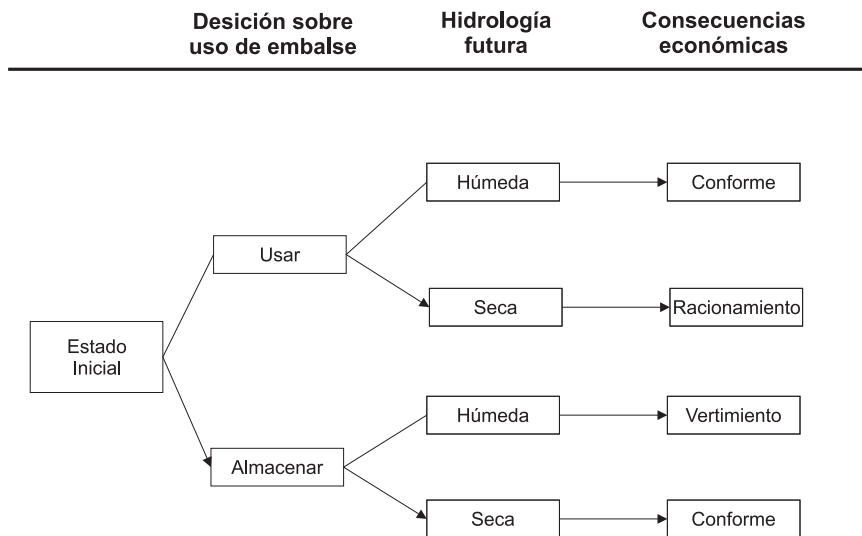 Desición sobre
uso de embalse
Hidrología
futura
Consecuencias
económicas
Húmeda
Conforme
Usar
Seca
Racionamiento
Estado
Inicial
Húmeda
Vertimiento
Almacenar
Seca
Conforme